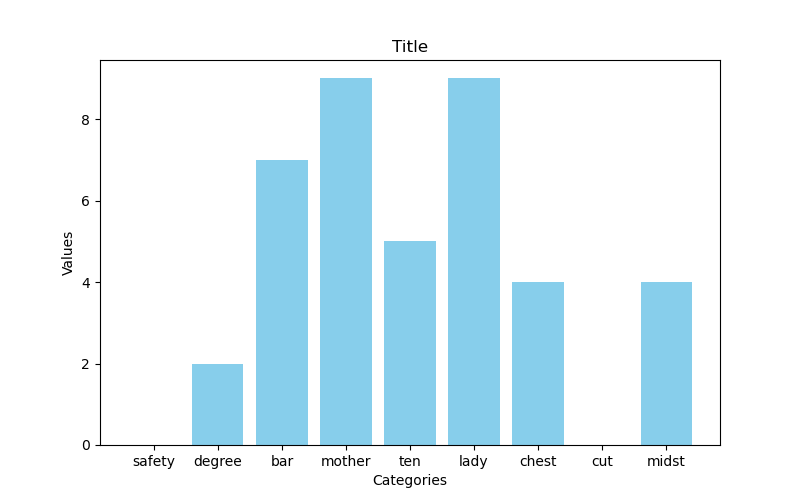 Title
Values
8
6
4
2
0
safety degree bar mother ten lady chest cut midst
Categories